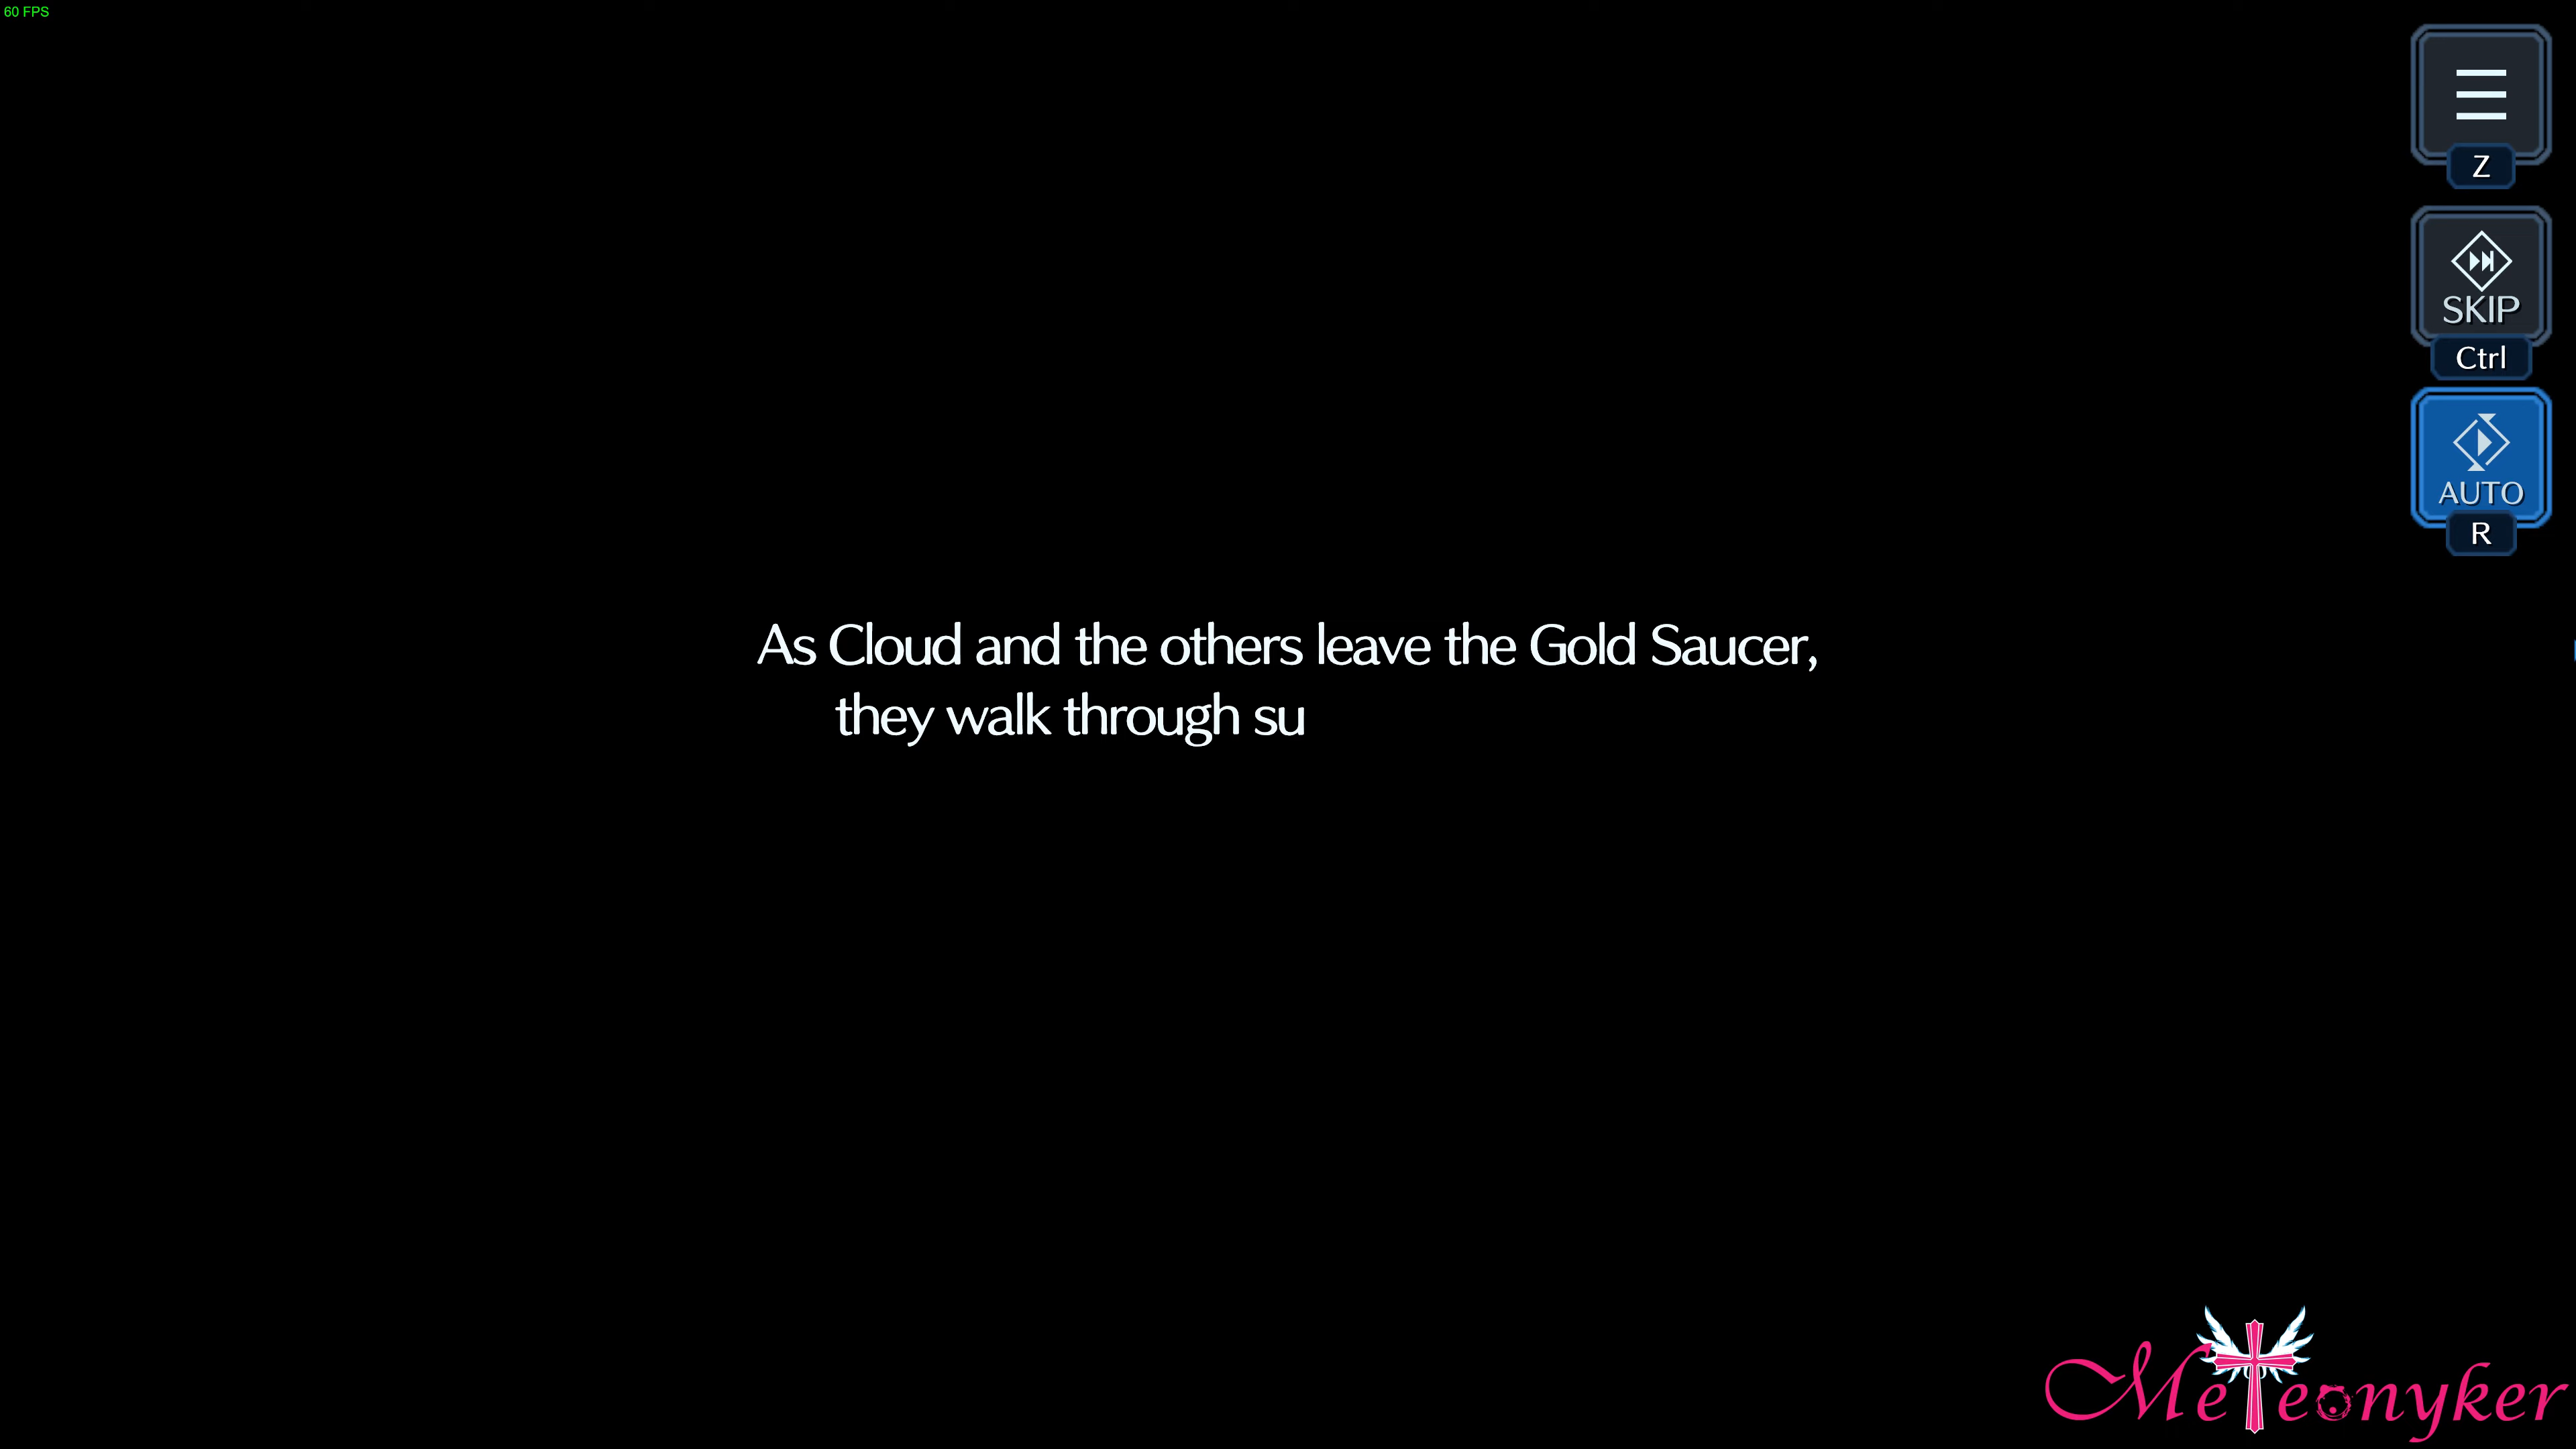 60 FPS
Z
SKIP
Ctrl
AUTO
R
As Cloud and the others leave the Gold Saucer,
they walk through su
Meteonyker